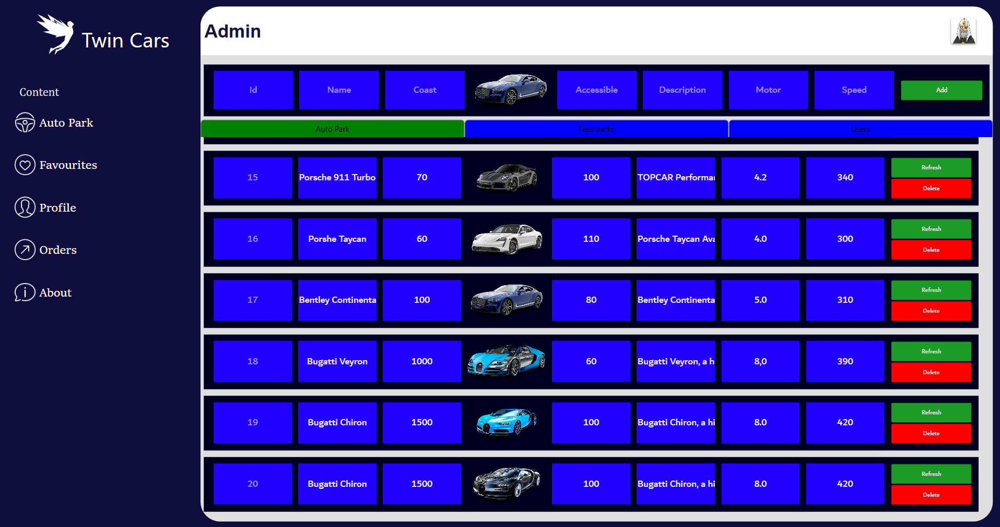 Twin Cars
Admin
Content
Auto Park
Favourites
Profile
Orders
About
Id Name Coast Accessible Description Motor Speed Add
Auto Park Feedbacks Users
15 Porsche 911 Turbo 70 100 TOPCAR Performa 4.2 340 Refresh
Delete
16 Porshe Taycan 60 110 Porsche Taycan Ava 4.0 300 Refresh
Delete
17 Bentley Continenta 100 80 Bentley Continenta 5.0 310 Refresh
Delete
18 Bugatti Veyron 1000 60 Bugatti Veyron, a h 8,0 390 Refresh
Delete
19 Bugatti Chiron 1500 100 Bugatti Chiron, a hi 8.0 420 Refresh
Delete
20 Bugatti Chiron 1500 100 Bugatti Chiron, a hi 8.0 420 Refresh
Delete